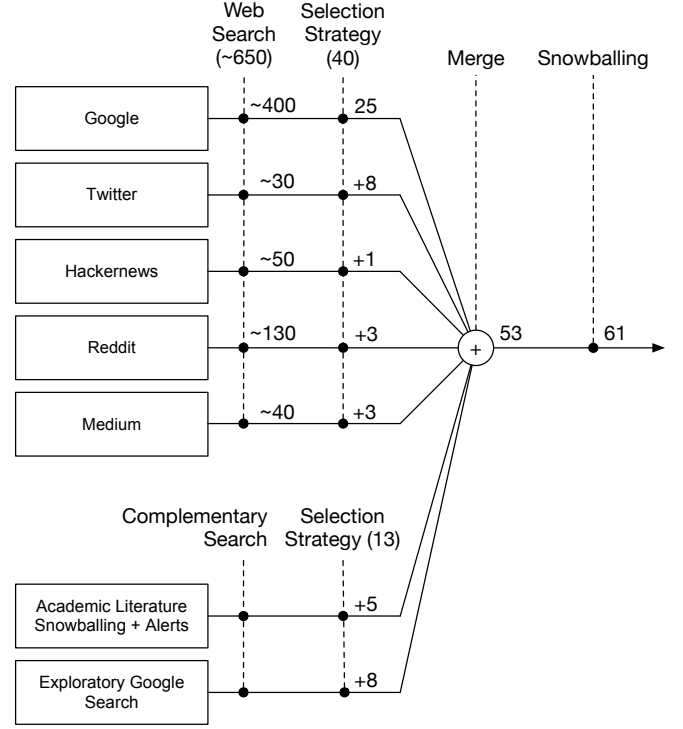 Web
Search
(~650)
Selection
Strategy
(40)
Merge
Snowballing
Google
~400
25
Twitter
~30
+8
Hackernews
~50
+1
Reddit
~130
+3
+
53
61
Medium
~40
+3
Complementary
Search
Selection
Strategy (13)
Academic Literature
Snowballing + Alerts
+5
Exploratory Google
Search
+8